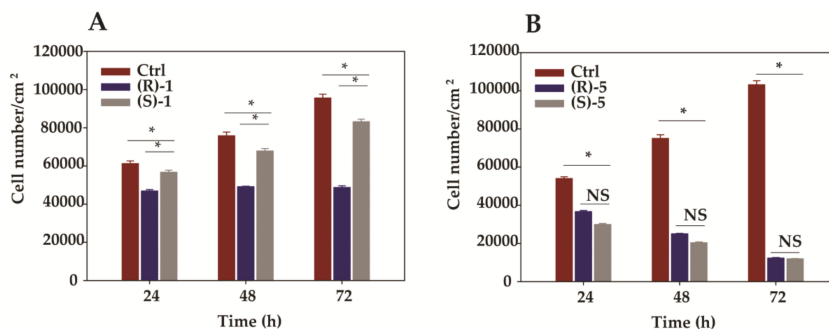 A
120000
100000
80000
60000
40000
20000
0
Cell number/cm 2
Ctrl
(R)-1
(S)-1
*
*
*
*
*
*
24
48
72
Time (h)
B
120000
100000
80000
60000
40000
20000
0
Cell number/cm 2
Ctrl
(R)-5
(S)-5
*
NS
*
NS
*
NS
24
48
72
Time (h)